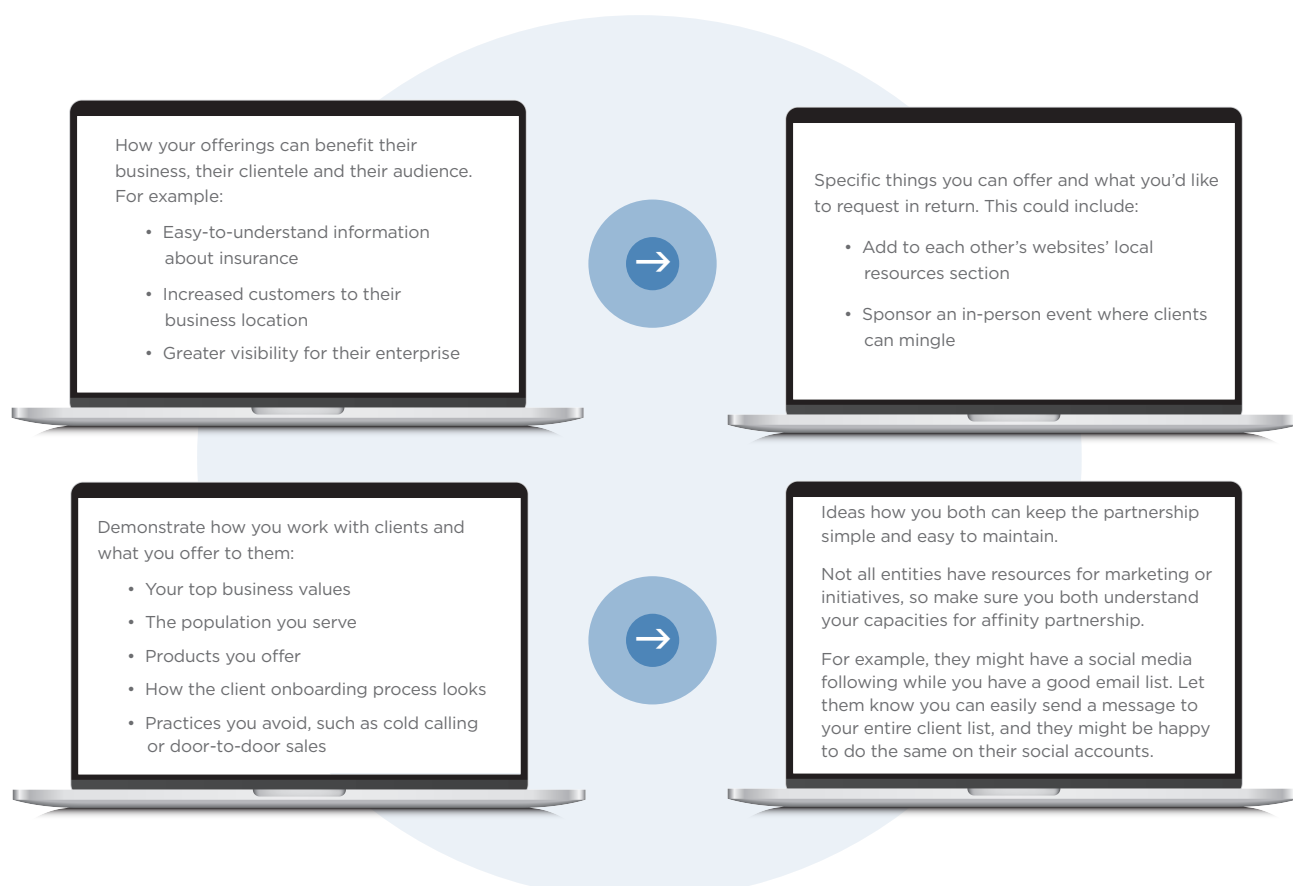 How your offerings can benefit their
business, their clientele and their audience.
For example:
• Easy-to-understand information
about insurance
• Increased customers to their
business location
• Greater visibility for their enterprise
Specific things you can offer and what you’d like
to request in return. This could include:
• Add to each other’s websites’ local
resources section
• Sponsor an in-person event where clients
can mingle
Demonstrate how you work with clients and
what you offer to them:
• Your top business values
• The population you serve
• Products you offer
• How the client onboarding process looks
• Practices you avoid, such as cold calling
or door-to-door sales
Ideas how you both can keep the partnership
simple and easy to maintain.
Not all entities have resources for marketing or
initiatives, so make sure you both understand
your capacities for affinity partnership.
For example, they might have a social media
following while you have a good email list. Let
them know you can easily send a message to
your entire client list, and they might be happy
to do the same on their social accounts.